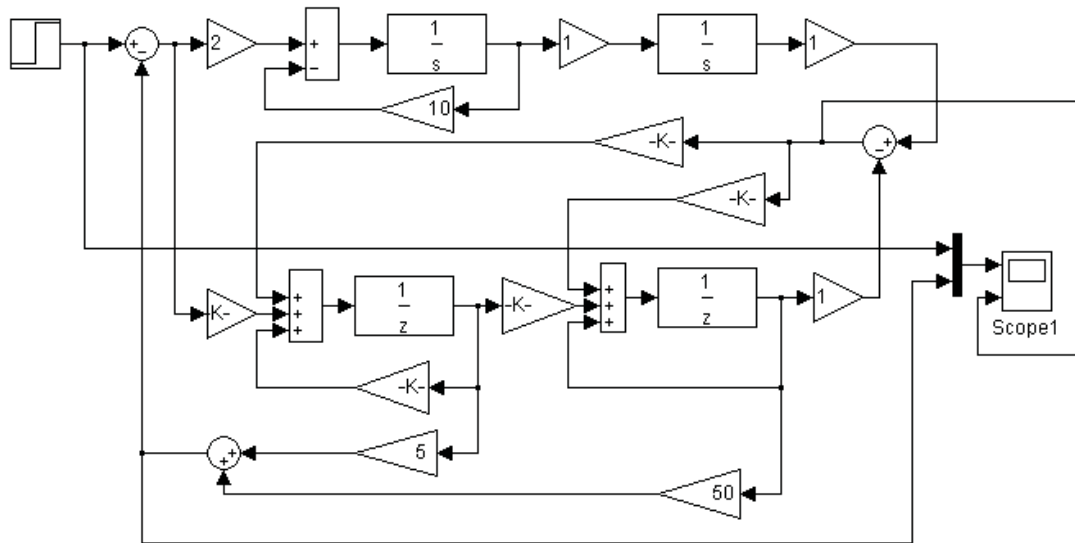 + −
2
+
−
1
s
1
1
s
1
10
-K-
− +
-K-
K-
+
+
+
1
z
-K-
+
+
+
1
z
1
Scope1
-K-
+
+
5
50